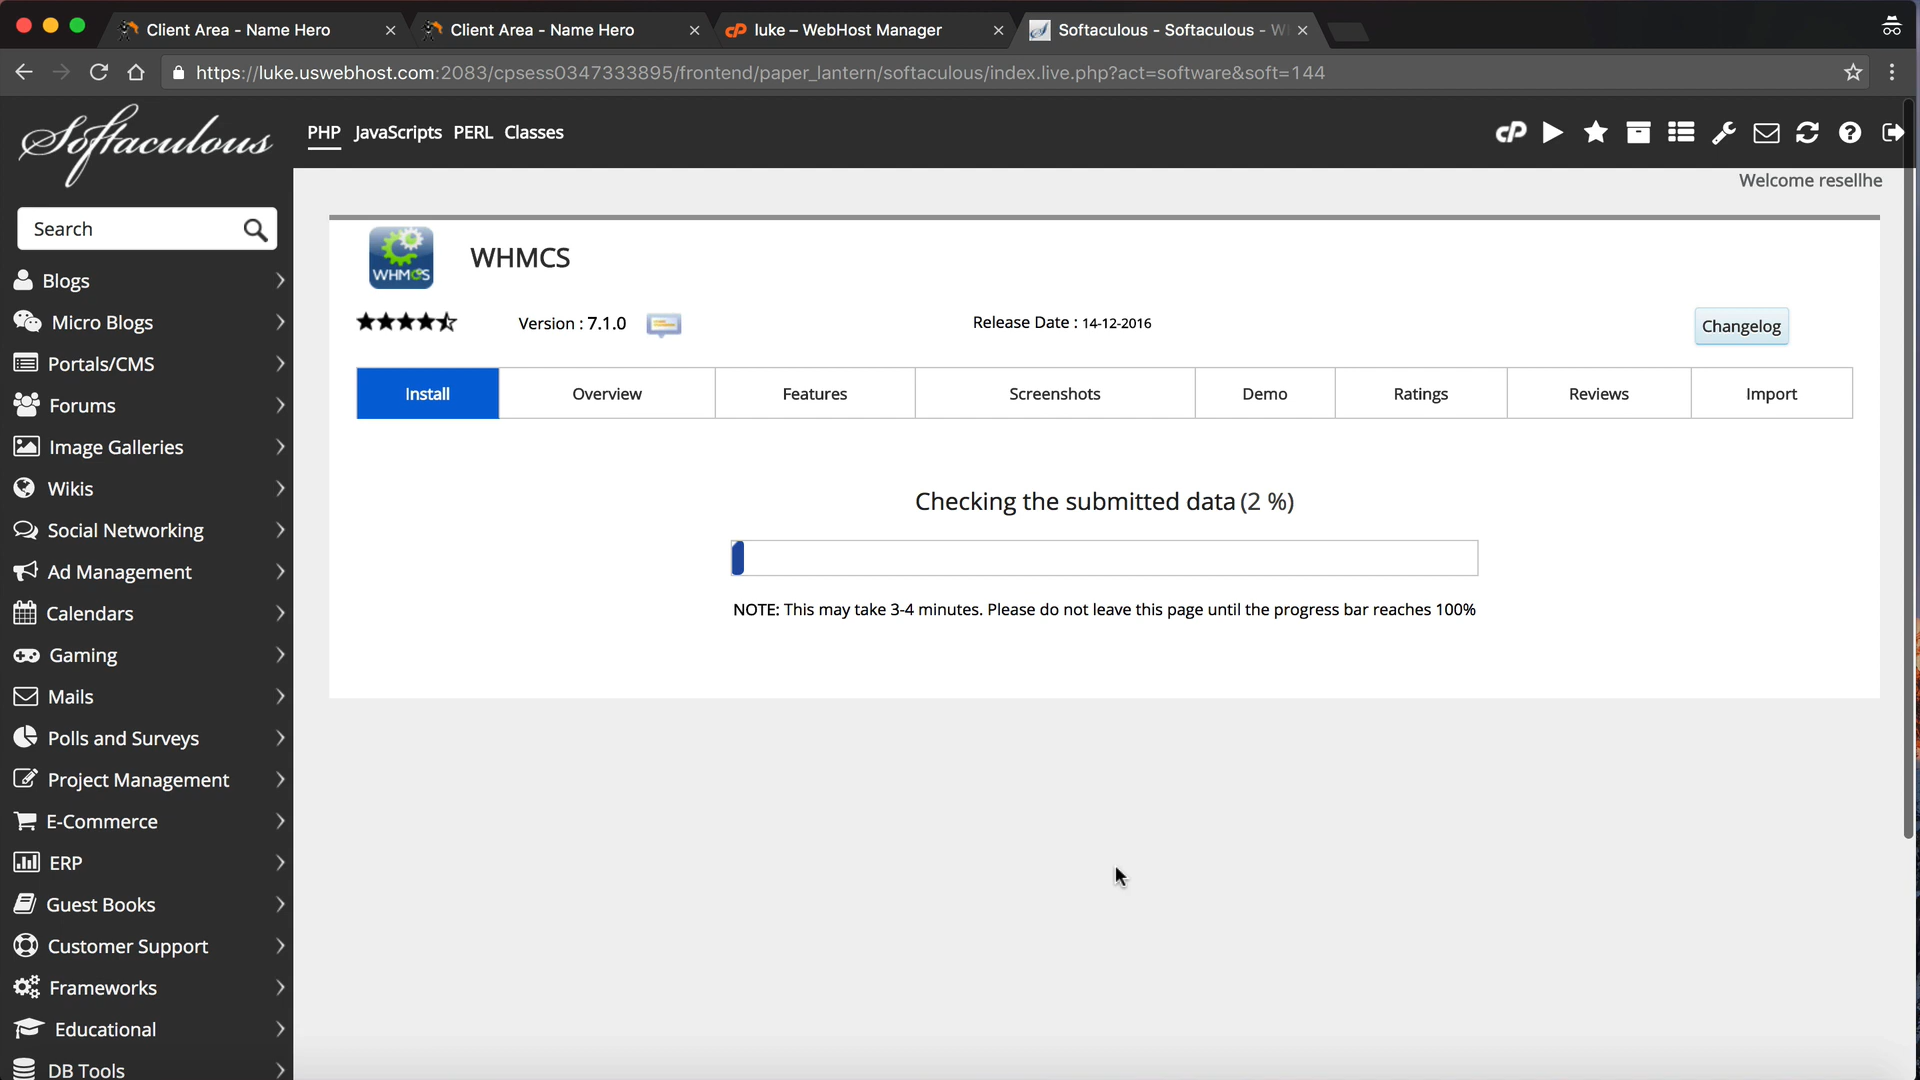 Client Area - Name Hero
Client Area - Name Hero
luke – WebHost Manager
Softaculous - Softaculous - W
https://luke.uswebhost.com:2083/cpsess0347333895/frontend/paper_lantern/softaculous/index.live.php?act=software&soft=144
Softaculous
PHP JavaScripts PERL Classes
cP
Welcome resellhe
Search
Blogs
Micro Blogs
Portals/CMS
Forums
Image Galleries
Wikis
Social Networking
Ad Management
Calendars
Gaming
Mails
Polls and Surveys
Project Management
E-Commerce
ERP
Guest Books
Customer Support
Frameworks
Educational
DB Tools
WHMCS
WHMCS
Version : 7.1.0
Release Date : 14-12-2016
Changelog
Install Overview Features Screenshots Demo Ratings Reviews Import
Checking the submitted data (2 %)
NOTE: This may take 3-4 minutes. Please do not leave this page until the progress bar reaches 100%